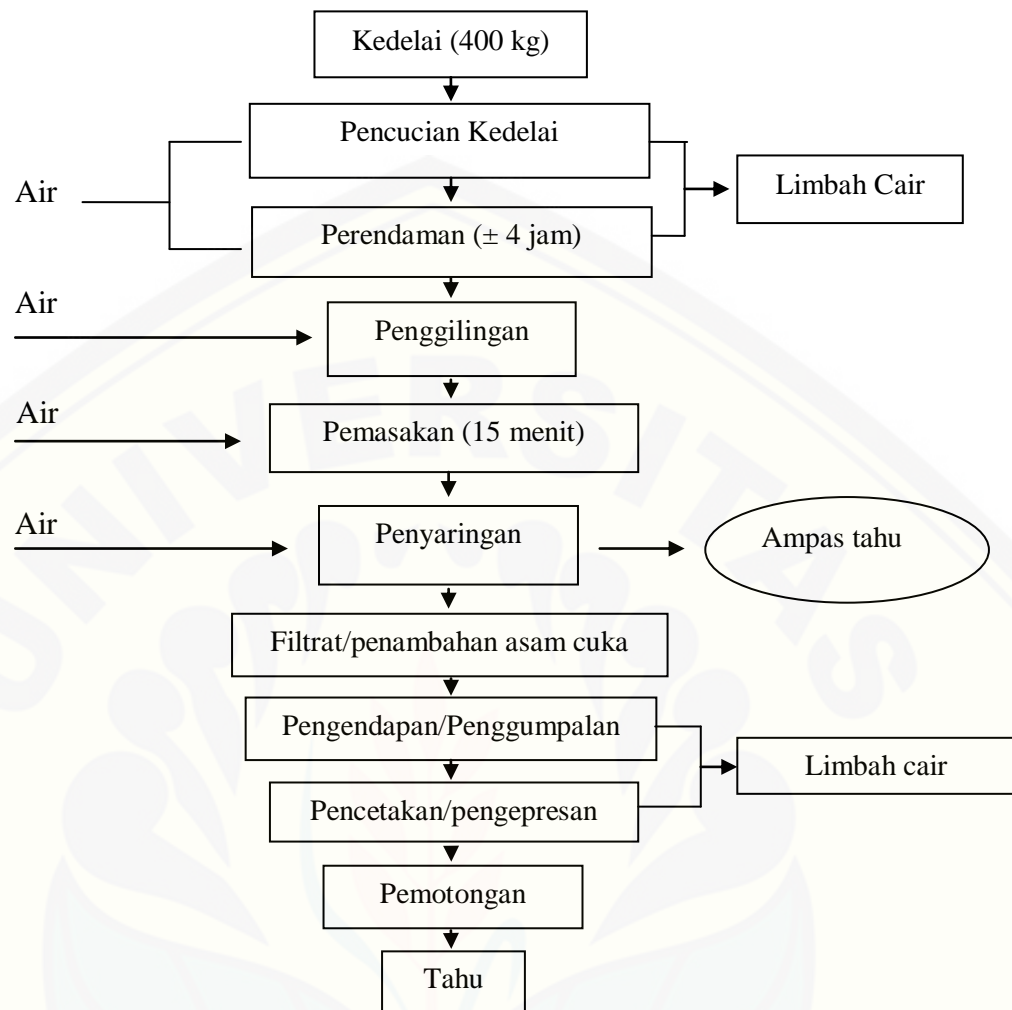 Kedelai (400 kg)
Pencucian Kedelai
Air
Limbah Cair
Perendaman (± 4 jam)
Air
Penggilingan
Air
Pemasakan (15 menit)
Air
Penyaringan
Ampas tahu
Filtrat/penambahan asam cuka
Pengendapan/Penggumpalan
Limbah cair
Pencetakan/pengepresan
Pemotongan
Tahu
UNIVERSITAS